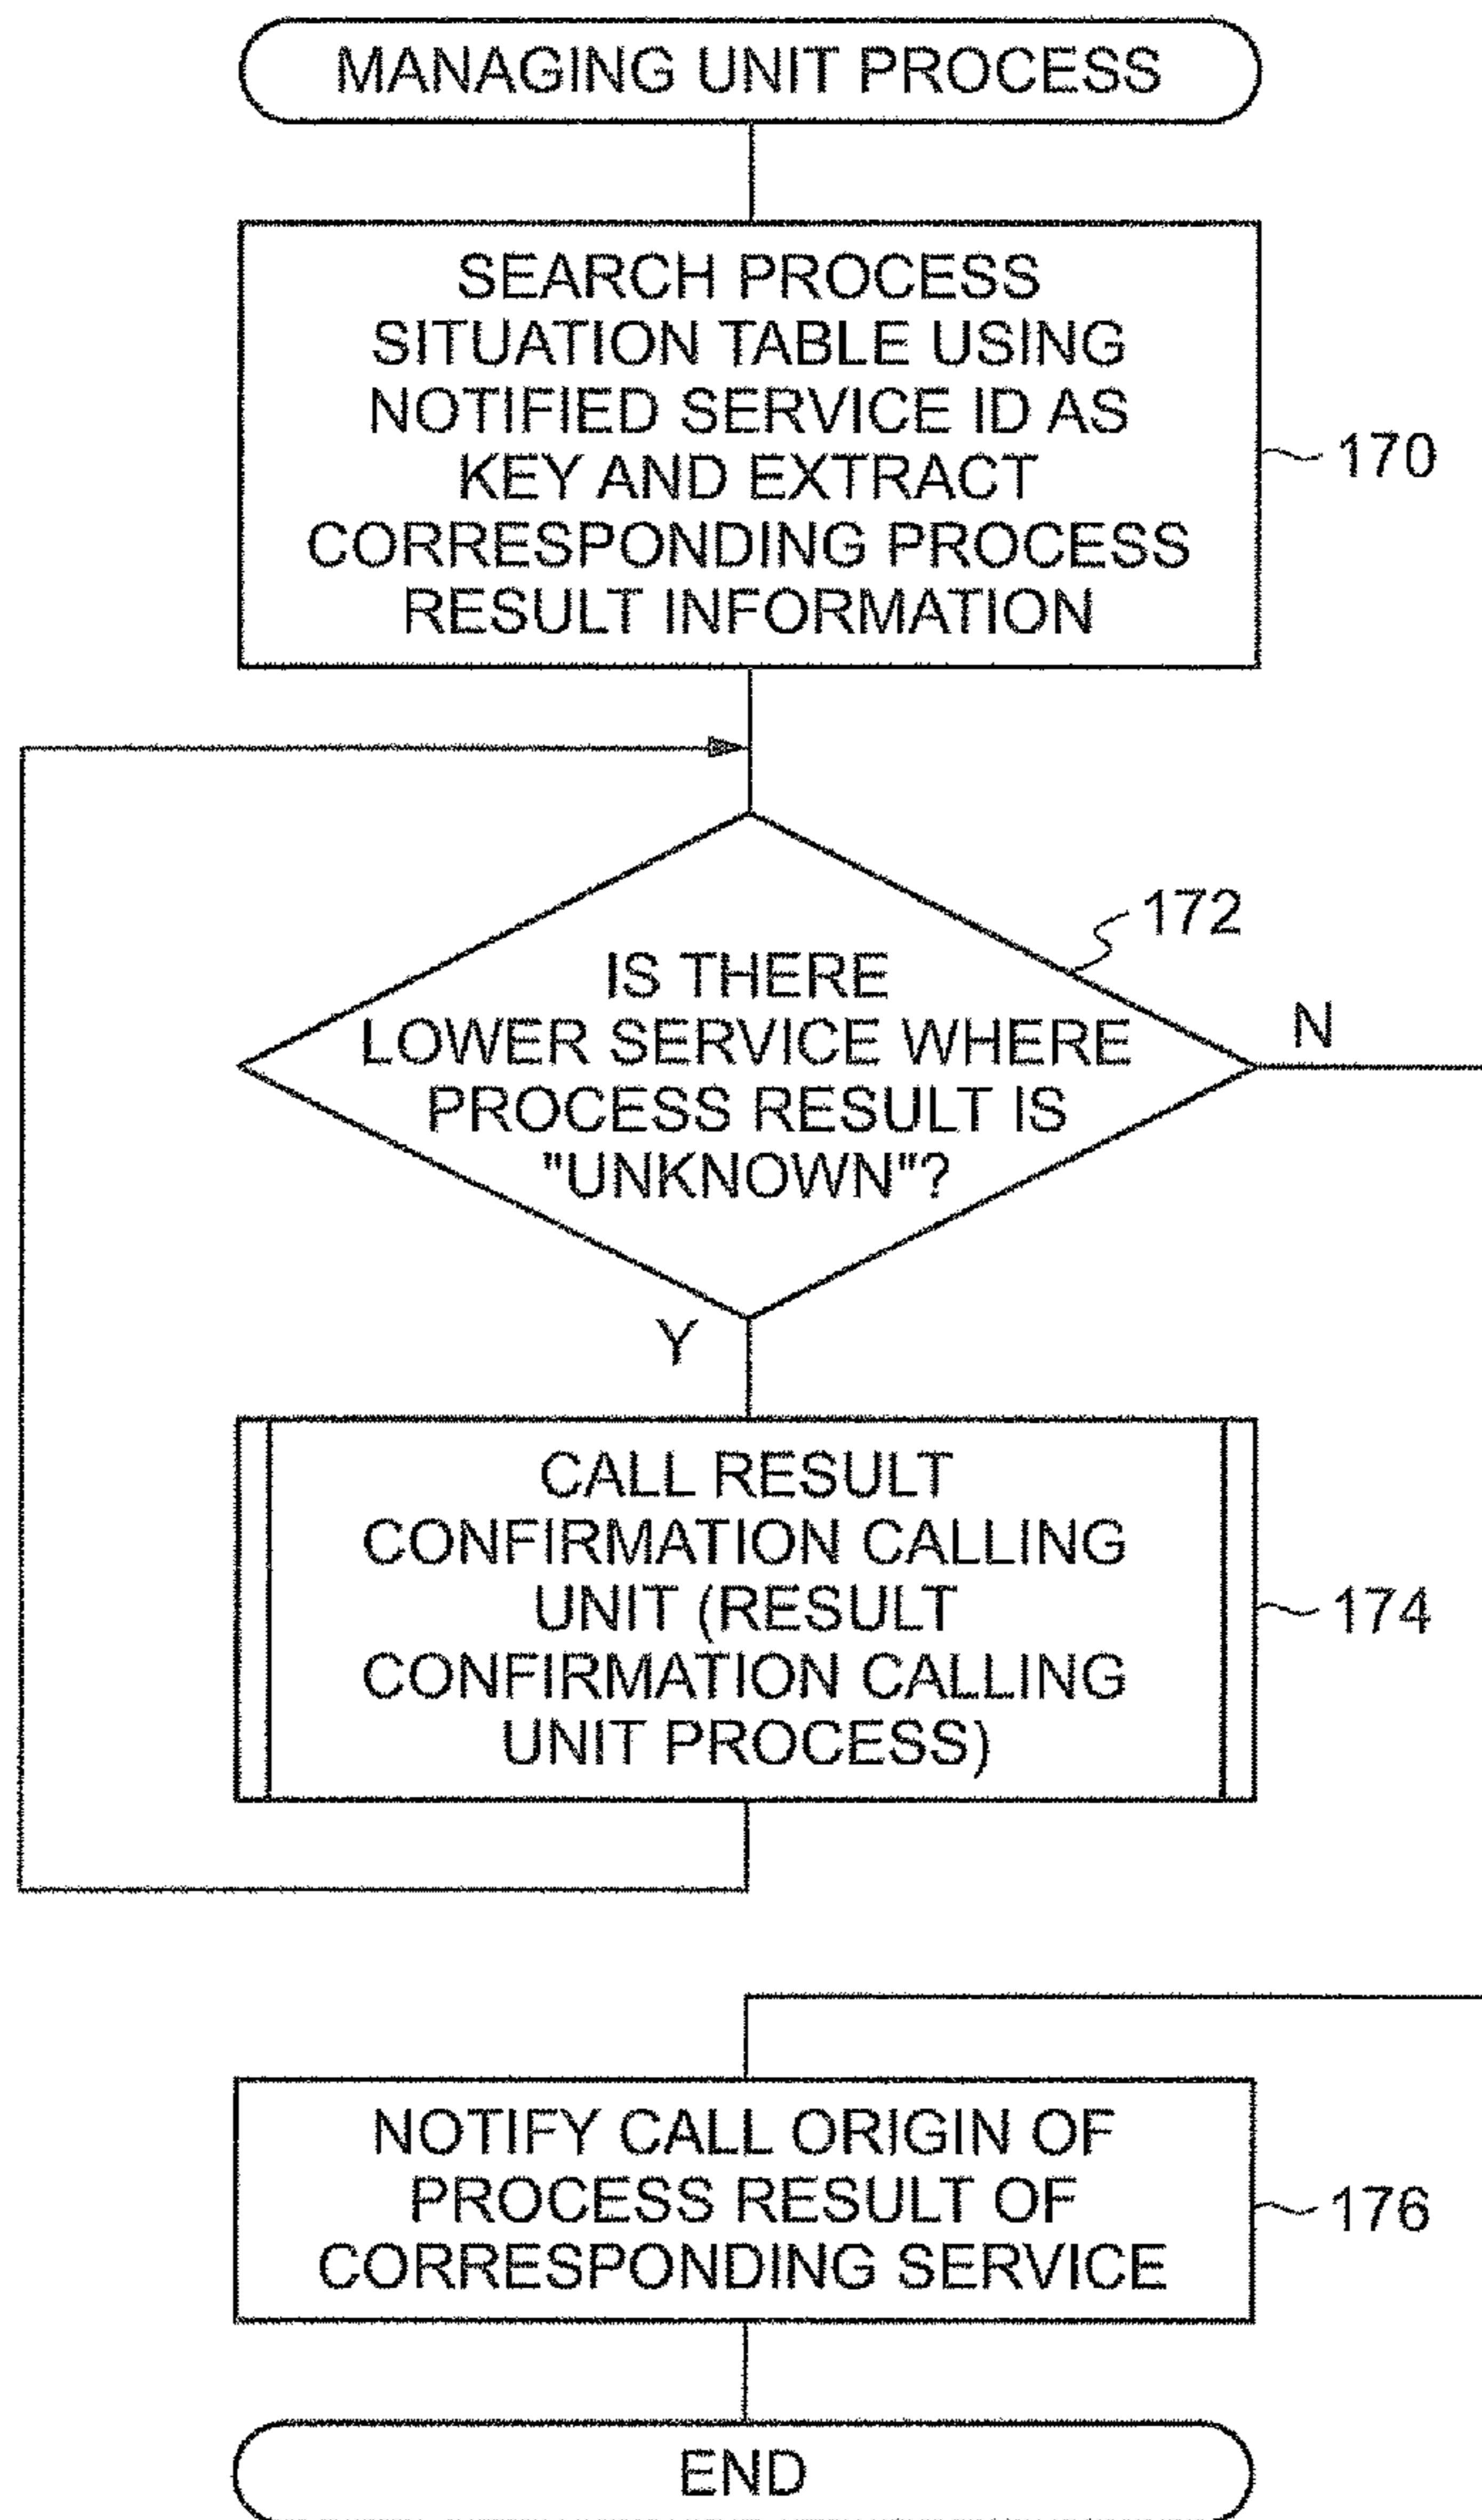 MANAGING UNIT PROCESS
SEARCH PROCESS
SITUATION TABLE USING
NOTIFIED SERVICE ID AS
KEY AND EXTRACT
CORRESPONDING PROCESS
RESULT INFORMATION
170
172
IS THERE
LOWER SERVICE WHERE
PROCESS RESULT IS
"UNKNOWN"?
N
Y
CALL RESULT
CONFIRMATION CALLING
UNIT (RESULT
CONFIRMATION CALLING
UNIT PROCESS)
174
NOTIFY CALL ORIGIN OF
PROCESS RESULT OF
CORRESPONDING SERVICE
176
END